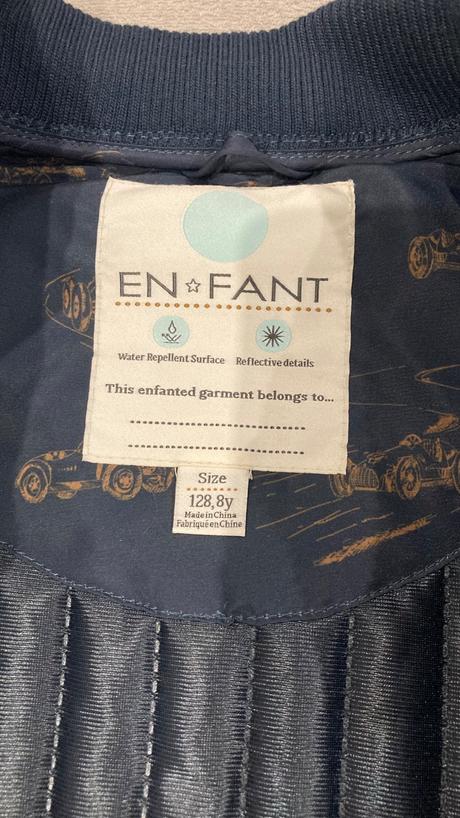 EN☆FANT
Water Repellent Surface Reflective details
This enfanted garment belongs to...
Size
128,8y
Made in China
Fabriqué en Chine